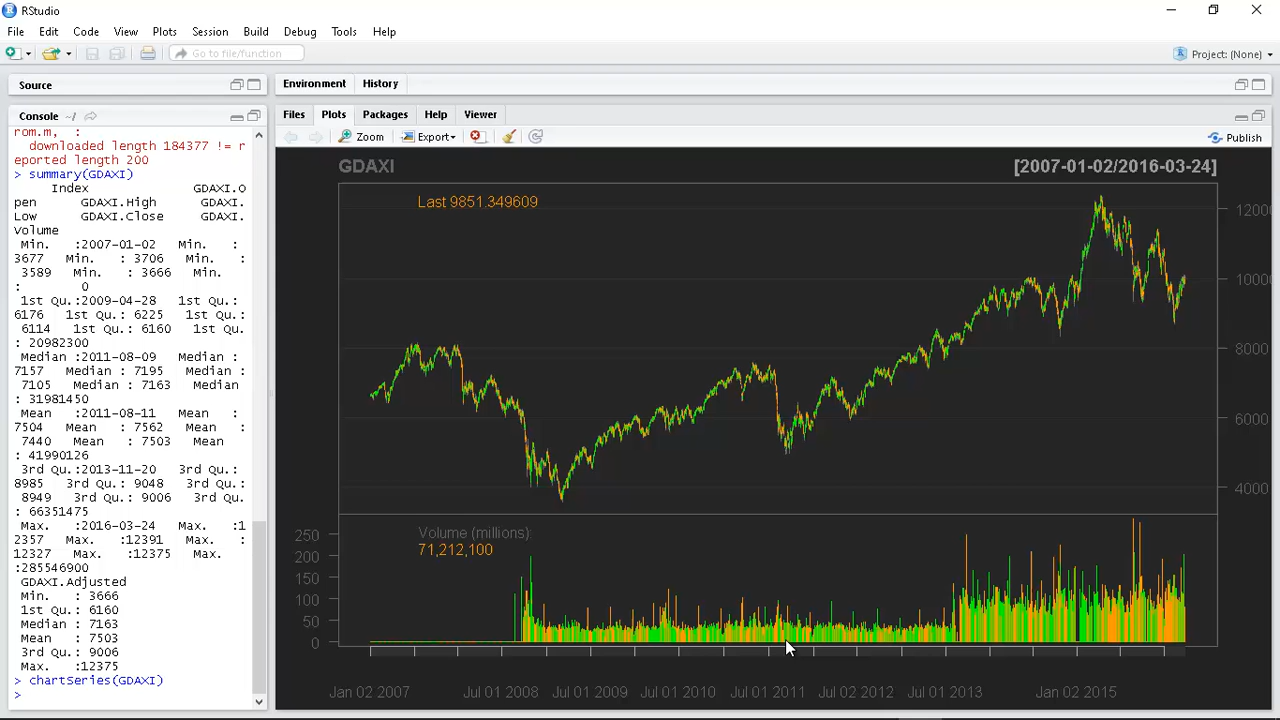 RStudio
File Edit Code View Plots Session Build Debug Tools Help
Go to file/function
Project: (None)
Source
Console ~/
rom.m, :
downloaded length 184377 != r
eported length 200
> summary(GDAXI)
Index GDAXI.O
pen GDAXI.High GDAXI.
Low GDAXI.Close GDAXI.
Volume
Min. :2007-01-02 Min. :
3677 Min. : 3706 Min. :
3589 Min. : 3666 Min.
: 0
1st Qu.:2009-04-28 1st Qu.:
6176 1st Qu.: 6225 1st Qu.:
6114 1st Qu.: 6160 1st Qu.
: 20982300
Median :2011-08-09 Median :
7157 Median : 7195 Median :
7105 Median : 7163 Median
: 31981450
Mean :2011-08-11 Mean :
7504 Mean : 7562 Mean :
7440 Mean : 7503 Mean
: 41990126
3rd Qu.:2013-11-20 3rd Qu.:
8985 3rd Qu.: 9048 3rd Qu.:
8949 3rd Qu.: 9006 3rd Qu.
: 66351475
Max. :2016-03-24 Max. :1
2357 Max. :12391 Max. :
12327 Max. :12375 Max.
:285546900
GDAXI.Adjusted
Min. : 3666
1st Qu.: 6160
Median : 7163
Mean : 7503
3rd Qu.: 9006
Max. :12375
> chartSeries(GDAXI)
>
Environment History
Files Plots Packages Help Viewer
Zoom Export Publish
GDAXI [2007-01-02/2016-03-24]
Last 9851.349609
12000
10000
8000
6000
4000
Volume (millions)
71,212,100
250
200
150
100
50
0
Jan 02 2007 Jul 01 2008 Jul 01 2009 Jul 01 2010 Jul 01 2011 Jul 02 2012 Jul 01 2013 Jan 02 2015